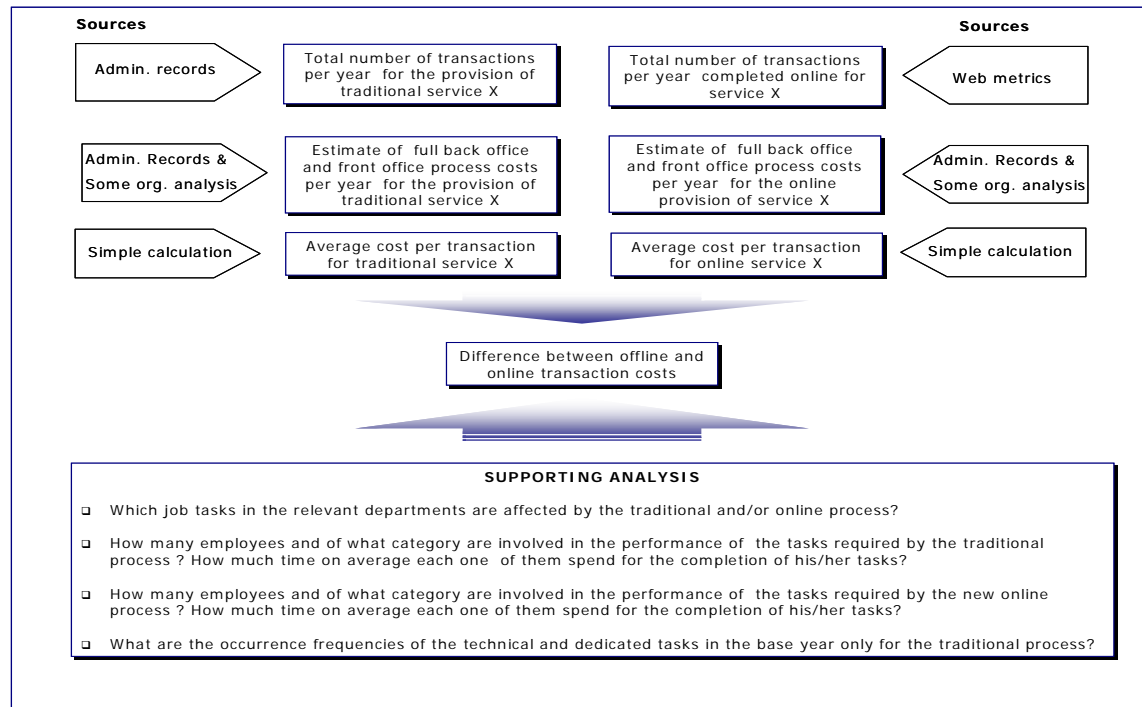 Sources
Sources
Admin. records
Total number of transactions
per year for the provision of
traditional service X
Total number of transactions
per year completed online for
service X
Web metrics
Admin. Records &
Some org. analysis
Estimate of full back office
and front office process costs
per year for the provision of
traditional service X
Estimate of full back office
and front office process costs
per year for the online
provision of service X
Admin. Records &
Some org. analysis
Simple calculation
Average cost per transaction
for traditional service X
Average cost per transaction
for online service X
Simple calculation
Difference between offline and
online transaction costs
SUPPORTING ANALYSIS
❑ Which job tasks in the relevant departments are affected by the traditional and/or online process?
❑ How many employees and of what category are involved in the performance of the tasks required by the traditional
process ? How much time on average each one of them spend for the completion of his/her tasks?
❑ How many employees and of what category are involved in the performance of the tasks required by the new online
process ? How much time on average each one of them spend for the completion of his/her tasks?
❑ What are the occurrence frequencies of the technical and dedicated tasks in the base year only for the traditional process?